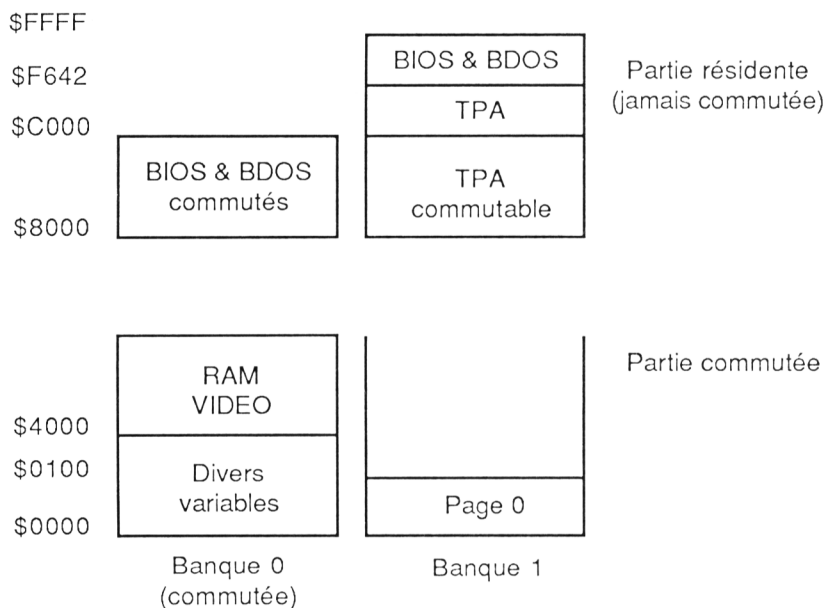 $FFFF
BIOS & BDOS
Partie résidente
$F642
(jamais commutée)
TPA
$C000
BIOS & BDOS
commutés
TPA
commutable
$8000
RAM
VIDEO
Partie commutée
$4000
$0100
Divers
variables
Page 0
$0000
Banque 0
(commutée)
Banque 1